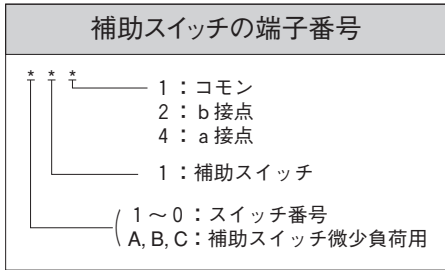 補助スイッチの端子番号
* * *
1：コモン
2：b接点
4：a接点
1：補助スイッチ
1～0：スイッチ番号
A, B, C：補助スイッチ微少負荷用